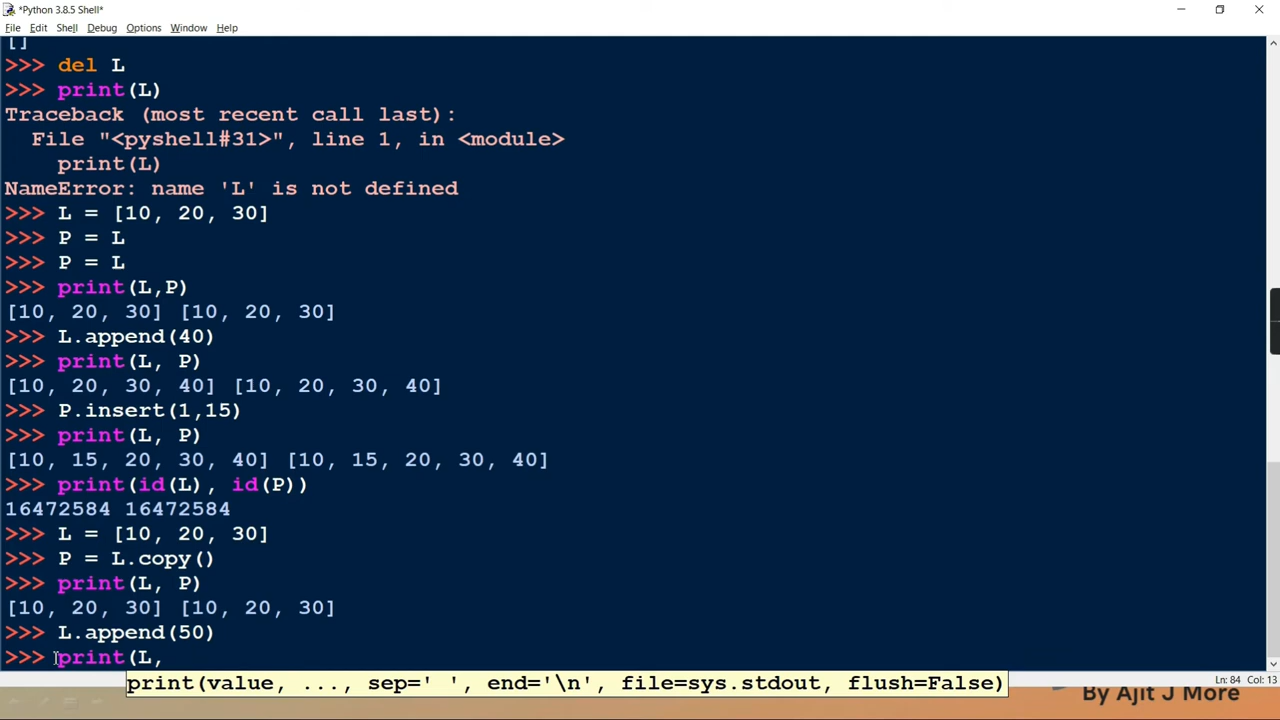 *Python 3.8.5 Shell*
File Edit Shell Debug Options Window Help
[]
>>> del L
>>> print(L)
Traceback (most recent call last):
  File "<pyshell#31>", line 1, in <module>
    print(L)
NameError: name 'L' is not defined
>>> L = [10, 20, 30]
>>> P = L
>>> P = L
>>> print(L,P)
[10, 20, 30] [10, 20, 30]
>>> L.append(40)
>>> print(L, P)
[10, 20, 30, 40] [10, 20, 30, 40]
>>> P.insert(1,15)
>>> print(L, P)
[10, 15, 20, 30, 40] [10, 15, 20, 30, 40]
>>> print(id(L), id(P))
16472584 16472584
>>> L = [10, 20, 30]
>>> P = L.copy()
>>> print(L, P)
[10, 20, 30] [10, 20, 30]
>>> L.append(50)
>>> print(L,
print(value, ..., sep=' ', end='\n', file=sys.stdout, flush=False)
Ln: 84 Col: 13
By Ajit J More